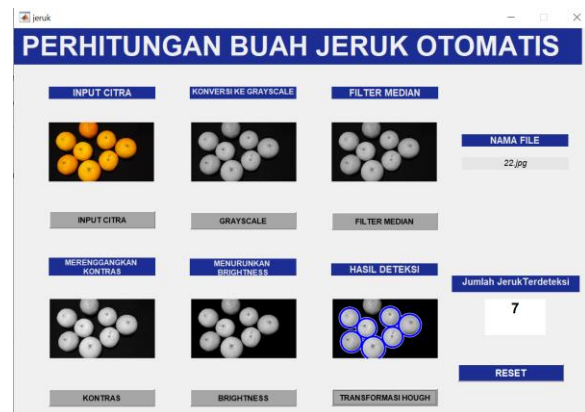 jeruk
PERHITUNGAN BUAH JERUK OTOMATIS
INPUT CITRA
KONVERSI KE GRAYSCALE
FILTER MEDIAN
NAMA FILE
22.jpg
INPUT CITRA
GRAYSCALE
FILTER MEDIAN
MERENGGANGKAN
KONTRAS
MENURUNKAN
BRIGHTNESS
HASIL DETEKSI
Jumlah JerukTerdeteksi
7
RESET
KONTRAS
BRIGHTNESS
TRANSFORMASI HOUGH